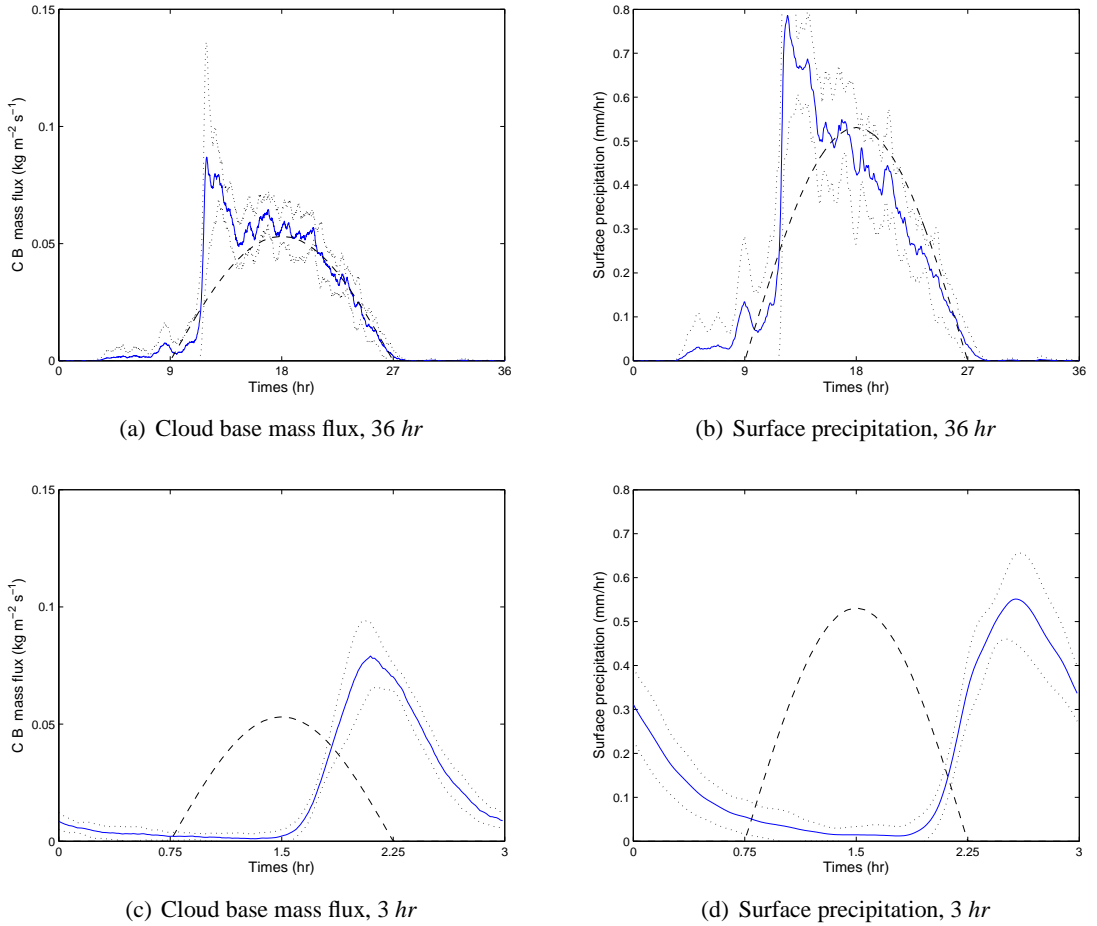 0.15
0.1
0.05
0
C B mass flux (kg m⁻² s⁻¹)
0 9 18 27 36
Times (hr)
(a) Cloud base mass flux, 36 hr
0.8
0.7
0.6
0.5
0.4
0.3
0.2
0.1
0
Surface precipitation (mm/hr)
0 9 18 27 36
Times (hr)
(b) Surface precipitation, 36 hr
0.15
0.1
0.05
0
C B mass flux (kg m⁻² s⁻¹)
0 0.75 1.5 2.25 3
Times (hr)
(c) Cloud base mass flux, 3 hr
0.8
0.7
0.6
0.5
0.4
0.3
0.2
0.1
0
Surface precipitation (mm/hr)
0 0.75 1.5 2.25 3
Times (hr)
(d) Surface precipitation, 3 hr